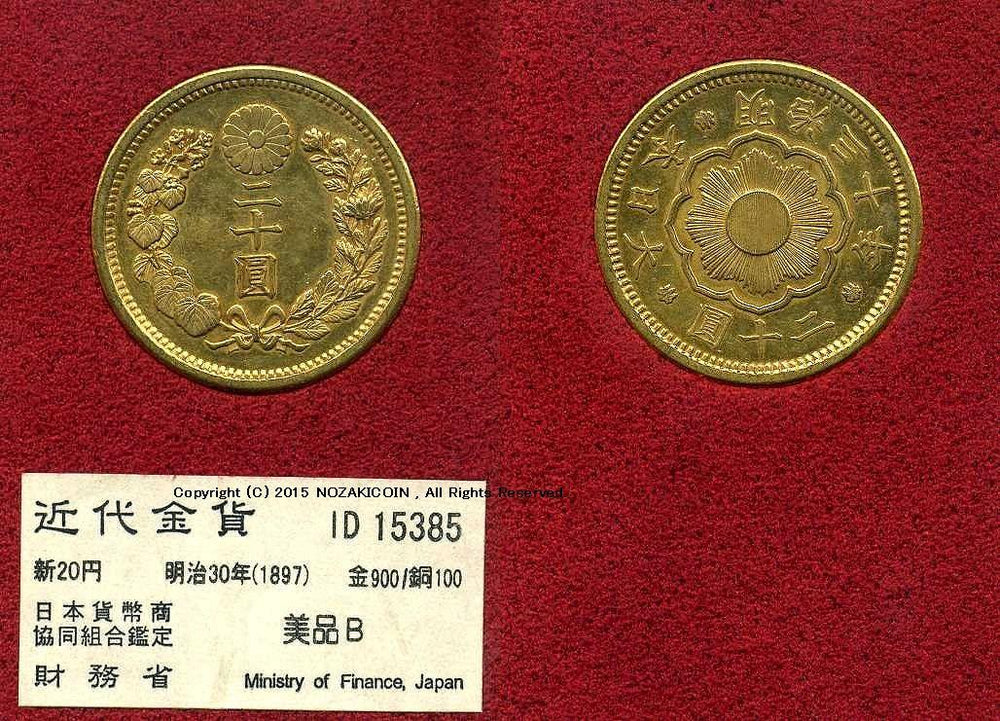 二
十
圓
大日本
明治三十年
二十圓
Copyright (C) 2015 NOZAKICOIN , All Rights Reserved.
近代金貨 ID 15385
新20円 明治30年(1897) 金900/銅100
日本貨幣商
協同組合鑑定
美品B
財務省 Ministry of Finance, Japan